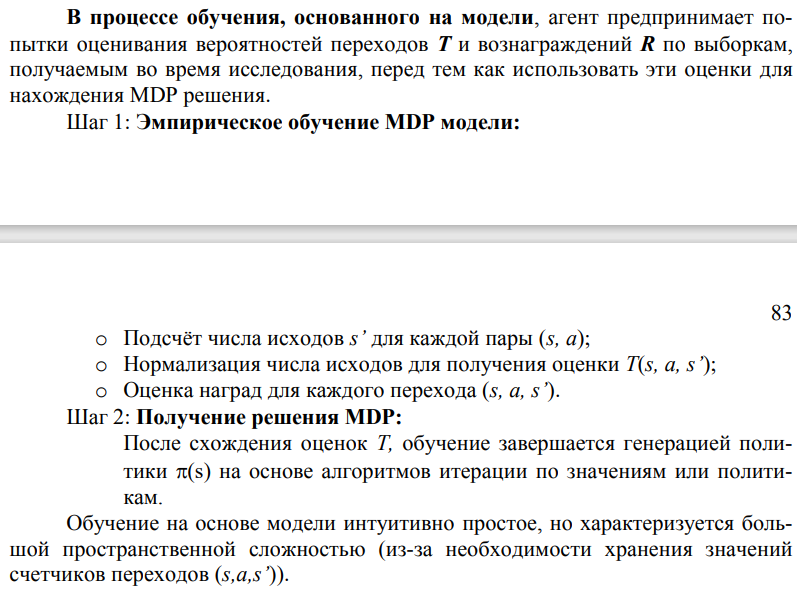 В процессе обучения, основанного на модели, агент предпринимает по-
пытки оценивания вероятностей переходов T и вознаграждений R по выборкам,
получаемым во время исследования, перед тем как использовать эти оценки для
нахождения MDP решения.
Шаг 1: Эмпирическое обучение MDP модели:
83
o Подсчёт числа исходов s’ для каждой пары (s, a);
o Нормализация числа исходов для получения оценки T(s, a, s’);
o Оценка наград для каждого перехода (s, a, s’).
Шаг 2: Получение решения MDP:
После схождения оценок T, обучение завершается генерацией поли-
тики π(s) на основе алгоритмов итерации по значениям или полити-
кам.
Обучение на основе модели интуитивно простое, но характеризуется боль-
шой пространственной сложностью (из-за необходимости хранения значений
счетчиков переходов (s,a,s’)).